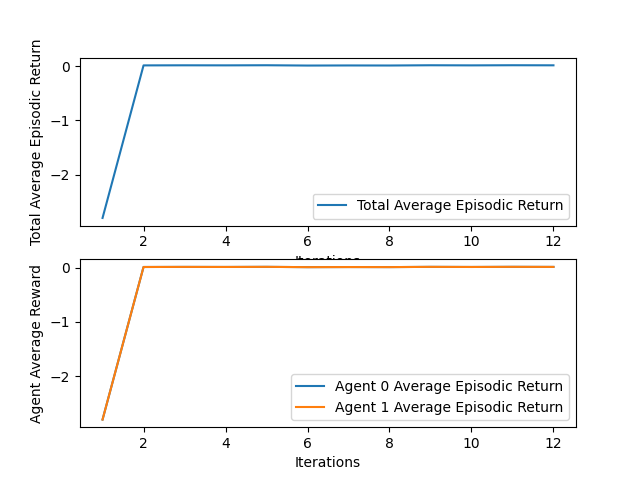 Total Average Episodic Return
0
−1
−2
Total Average Episodic Return
2 4 6 8 10 12
Iterations
Agent Average Reward
0
−1
−2
Agent 0 Average Episodic Return
Agent 1 Average Episodic Return
2 4 6 8 10 12
Iterations